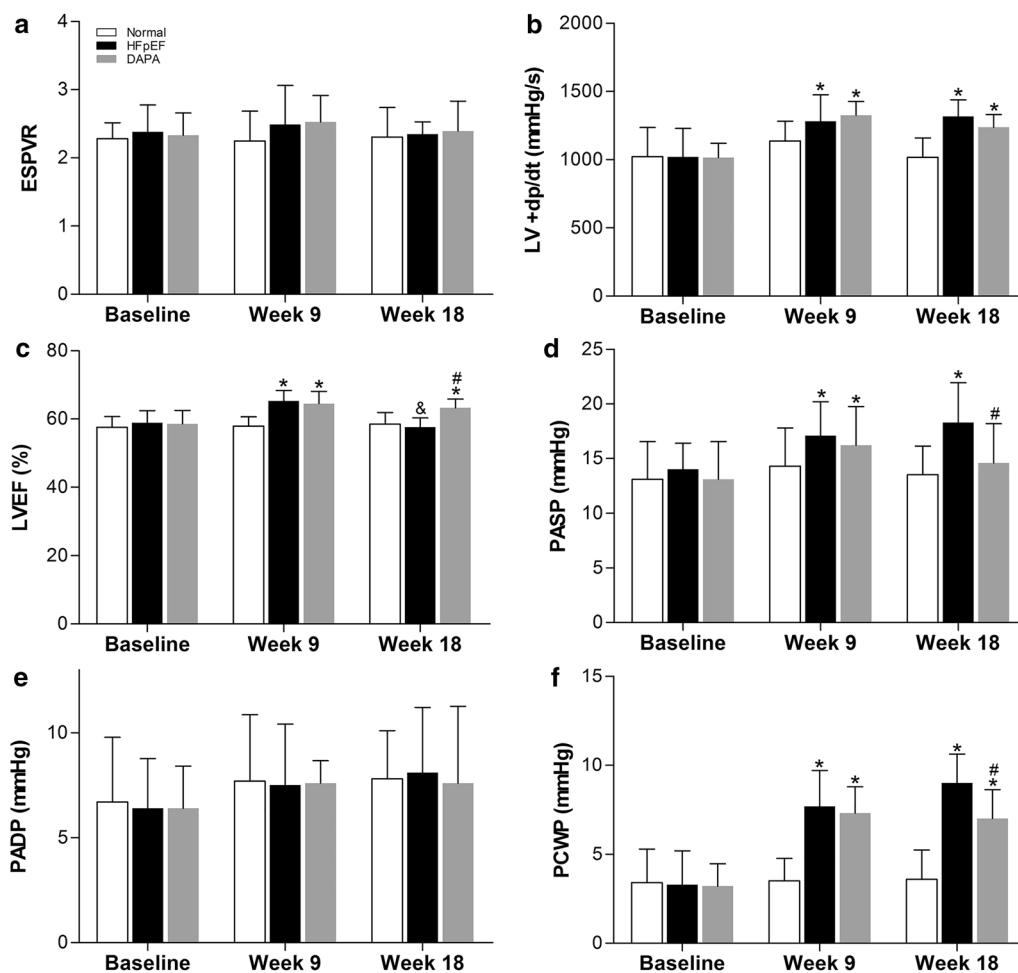 a
4
3
2
1
0
ESPVR
Normal
HFpEF
DAPA
Baseline Week 9 Week 18
b
2000
1500
1000
500
0
LV +dp/dt (mmHg/s)
* * * *
Baseline Week 9 Week 18
c
80
60
40
20
0
LVEF (%)
#
* * & *
Baseline Week 9 Week 18
d
25
20
15
10
5
0
PASP (mmHg)
* * * #
Baseline Week 9 Week 18
e
10
5
0
PADP (mmHg)
Baseline Week 9 Week 18
f
15
10
5
0
PCWP (mmHg)
#
* * * *
Baseline Week 9 Week 18